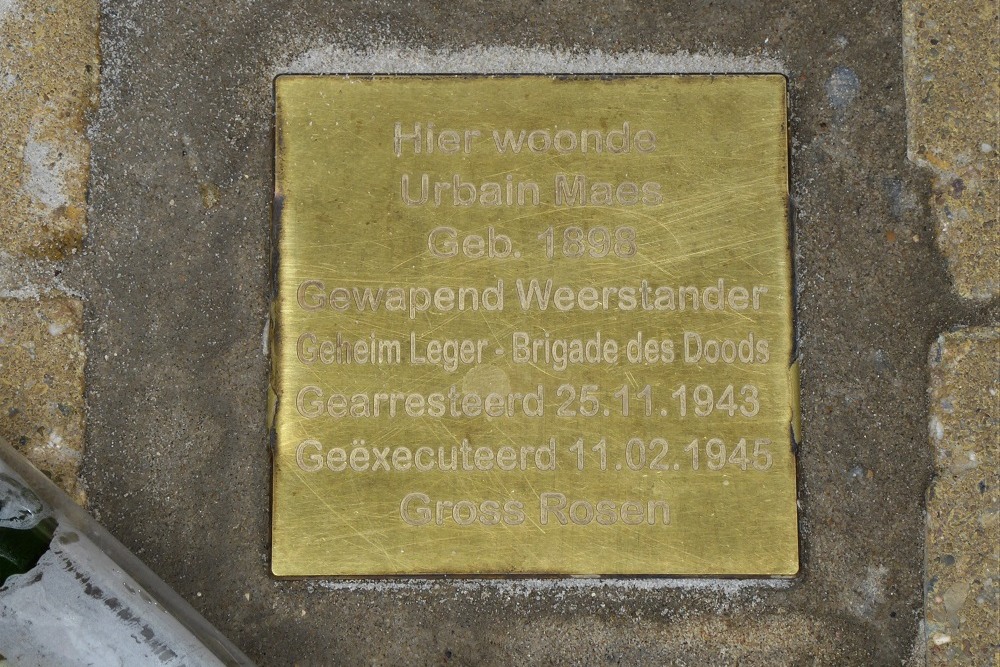 Hier woonde
Urbain Maes
Geb. 1898
Gewapend Weerstander
Geheim Leger - Brigade des Doods
Gearresteerd 25.11.1943
Geëxecuteerd 11.02.1945
Gross Rosen